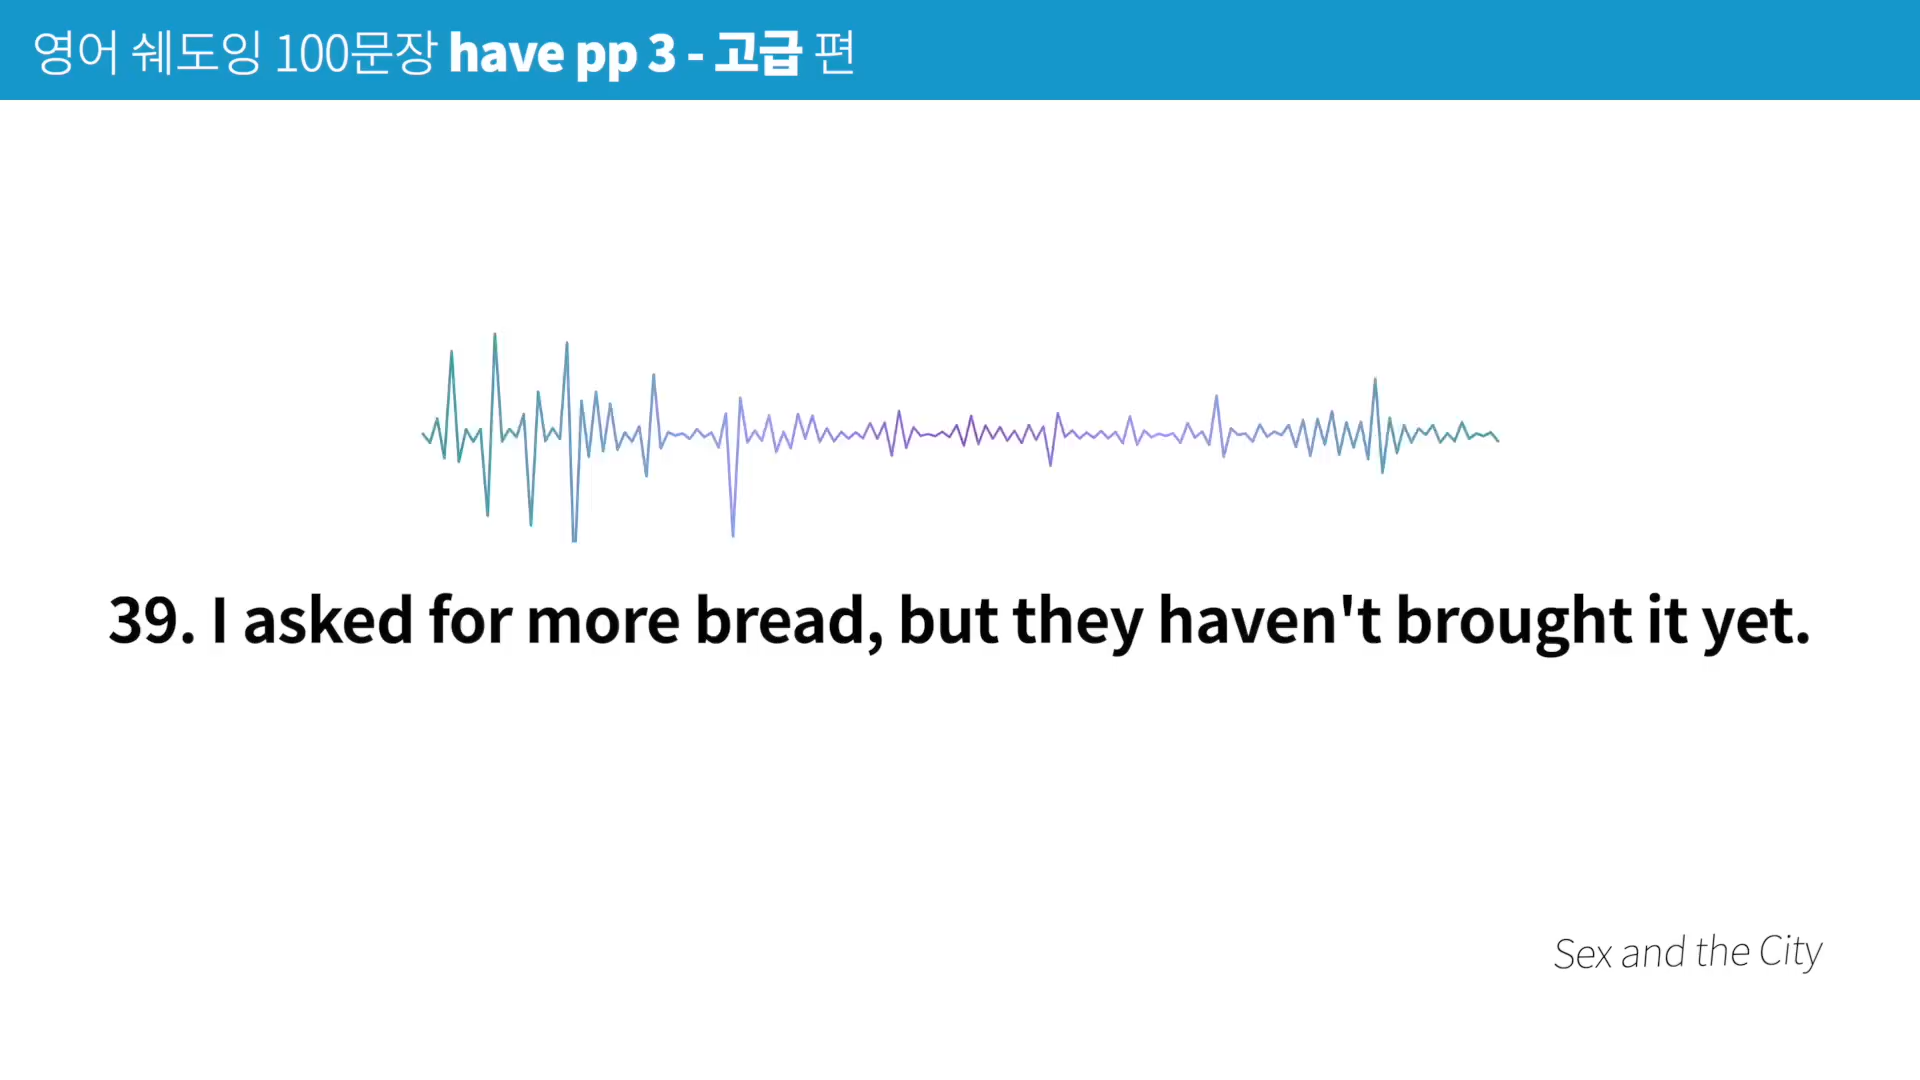 영어 쉐도잉 100문장 have pp 3 - 고급 편
39. I asked for more bread, but they haven't brought it yet.
Sex and the City